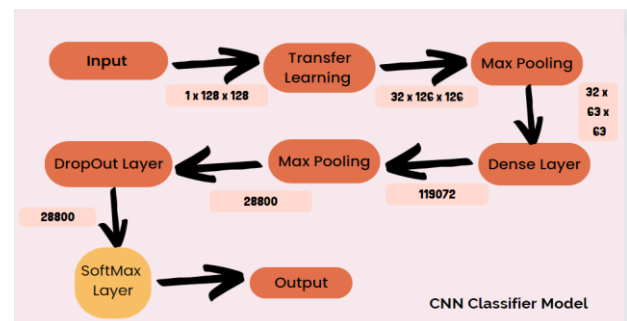 Input
Transfer
Learning
Max Pooling
1 x 128 x 128
32 x 126 x 126
32 x
63 x
63
DropOut Layer
Max Pooling
Dense Layer
28800
119072
28800
SoftMax
Layer
Output
CNN Classifier Model